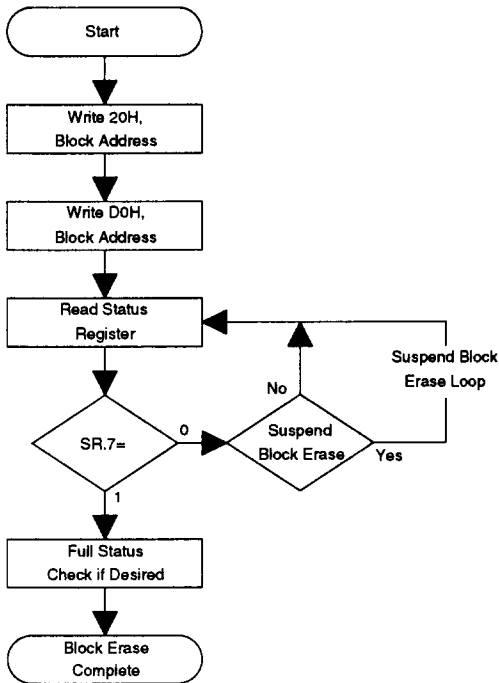 Start
Write 20H,
Block Address
Write D0H,
Block Address
Read Status
Register
Suspend Block
Erase Loop
No
SR.7=
0
Suspend
Block Erase
Yes
1
Full Status
Check if Desired
Block Erase
Complete